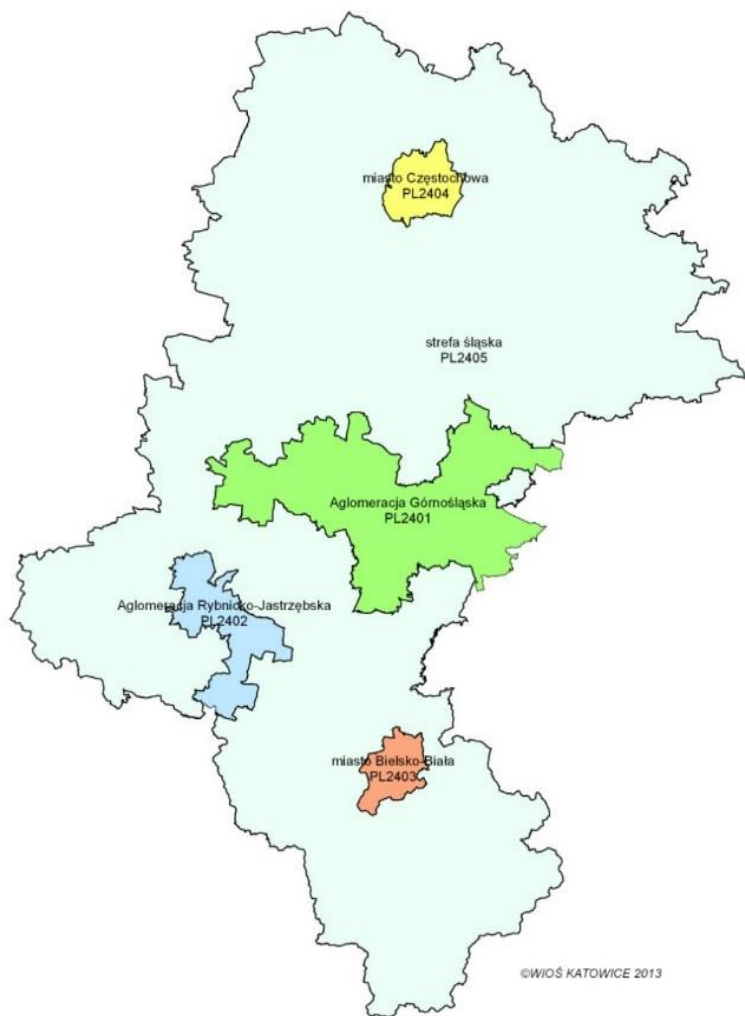 miasto Częstochowa
PL2404
strefa śląska
PL2405
Aglomeracja Górnośląska
PL2401
Aglomeracja Rybnicko-Jastrzębska
PL2402
miasto Bielsko-Biała
PL2403
©WIOŚ KATOWICE 2013